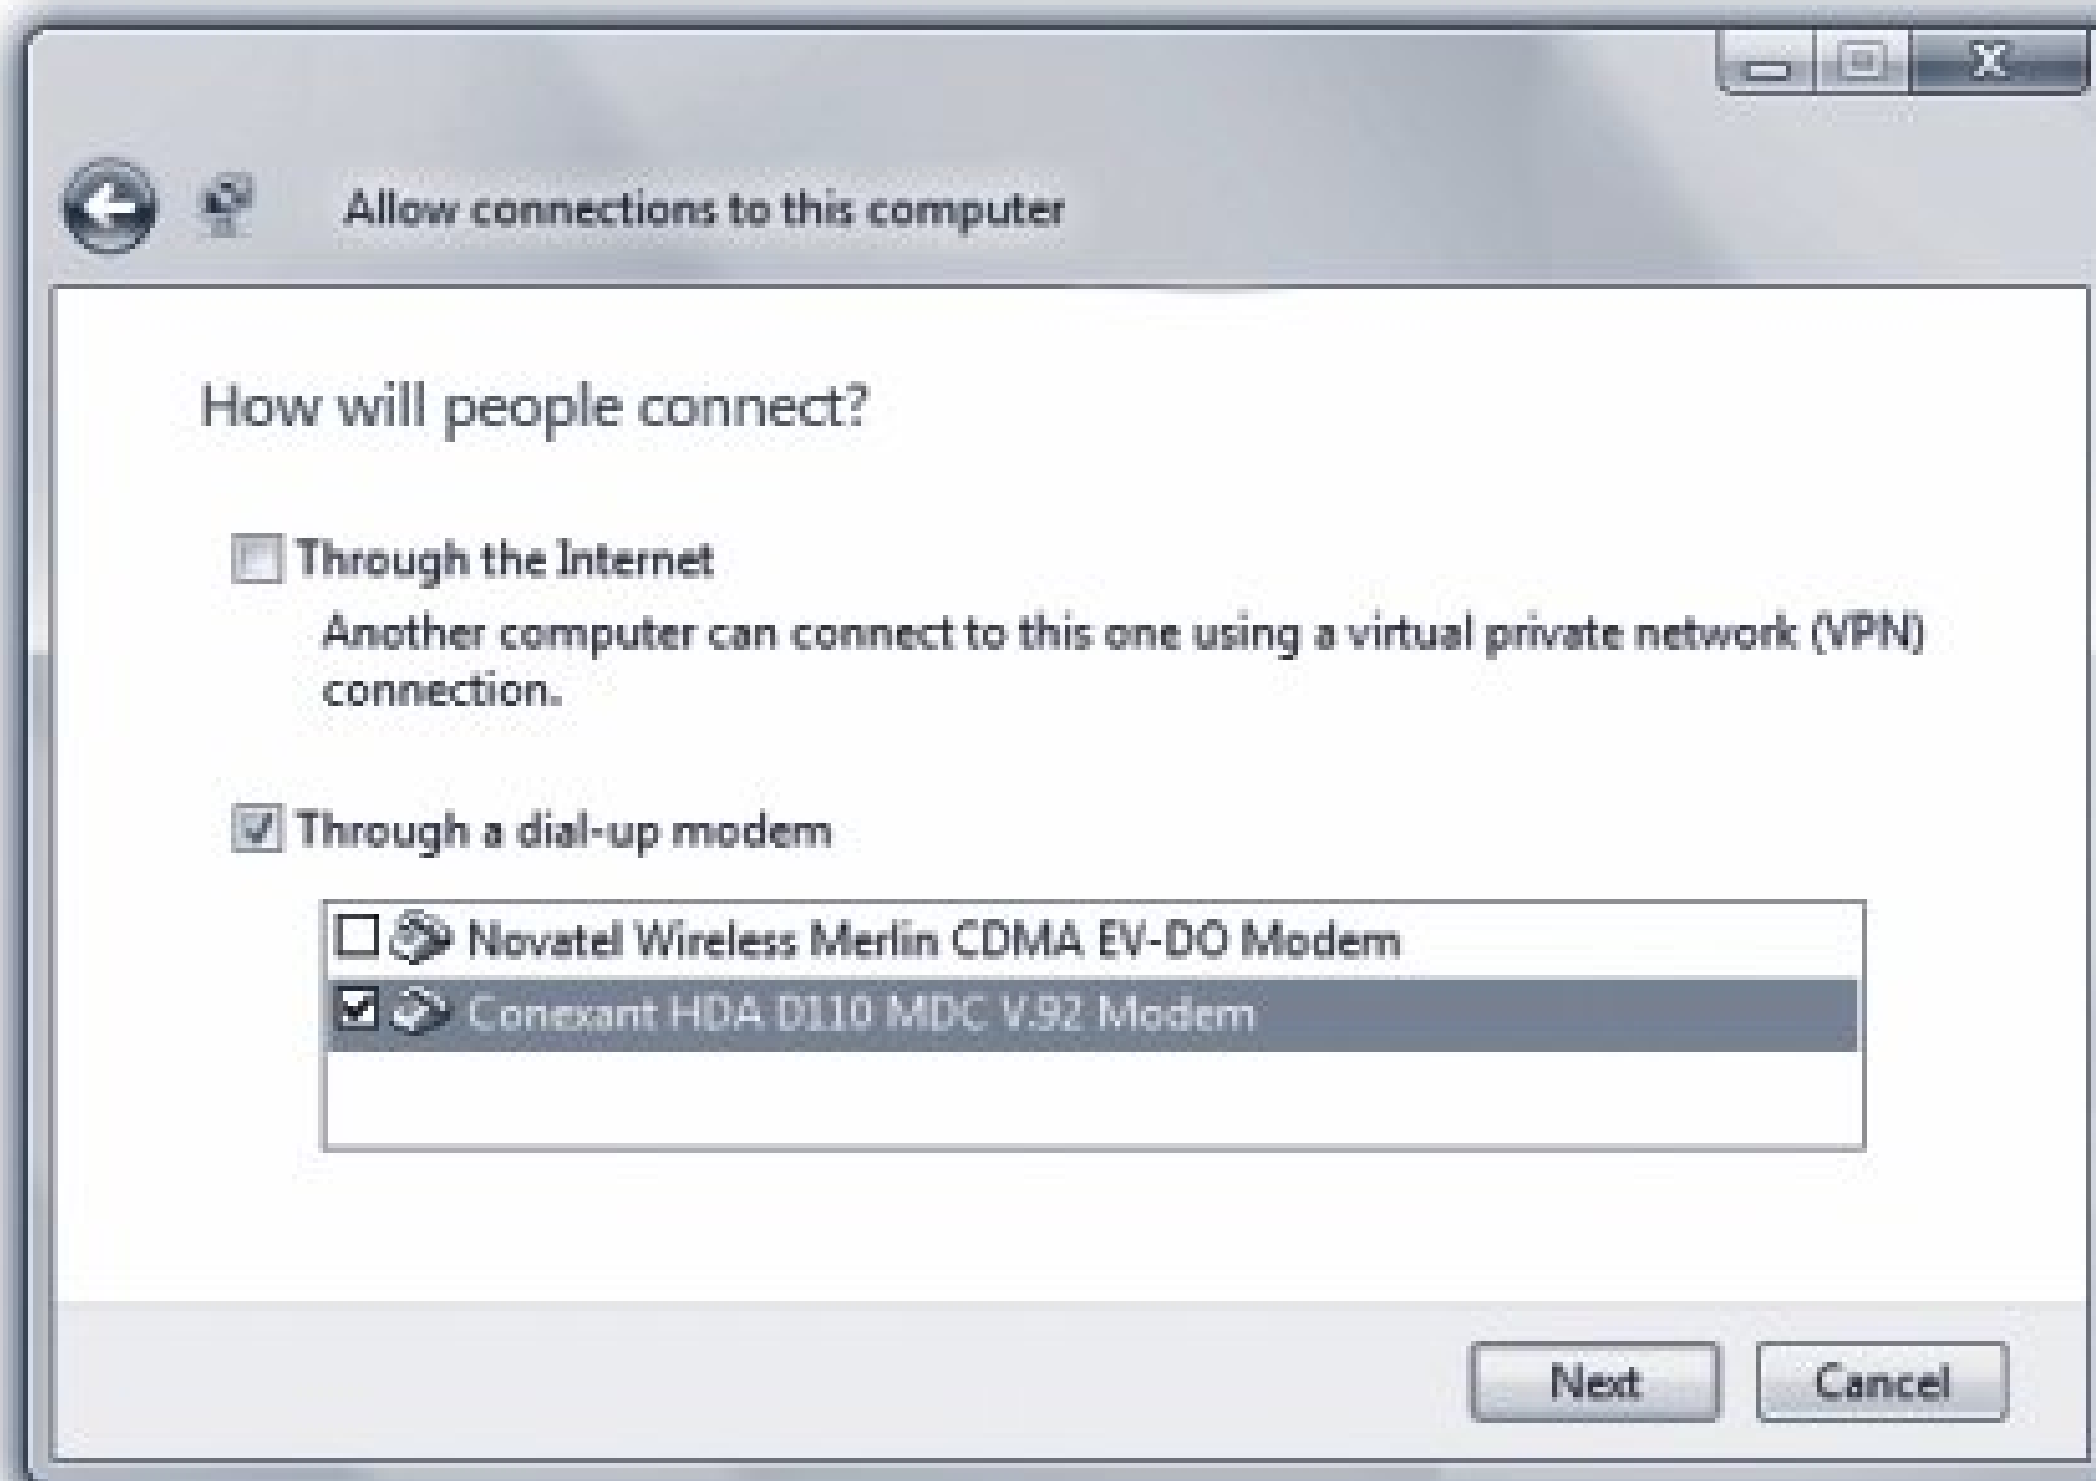 Allow connections to this computer
How will people connect?
Through the Internet
Another computer can connect to this one using a virtual private network (VPN)
connection.
Through a dial-up modem
Novatel Wireless Merlin CDMA EV-DO Modem
Conexant HDA D110 MDC V.92 Modem
Next Cancel